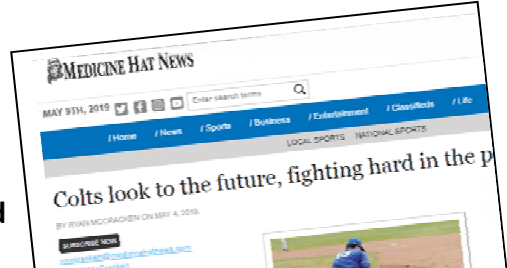 MEDICINE HAT NEWS
MAY 9TH, 2019
Enter search terms
/ Home / News / Sports / Business / Entertainment / Classifieds / Life
LOCAL SPORTS NATIONAL SPORTS
Colts look to the future, fighting hard in the p
BY RYAN MCCRACKEN ON MAY 4, 2019.
SUBSCRIBE NOW